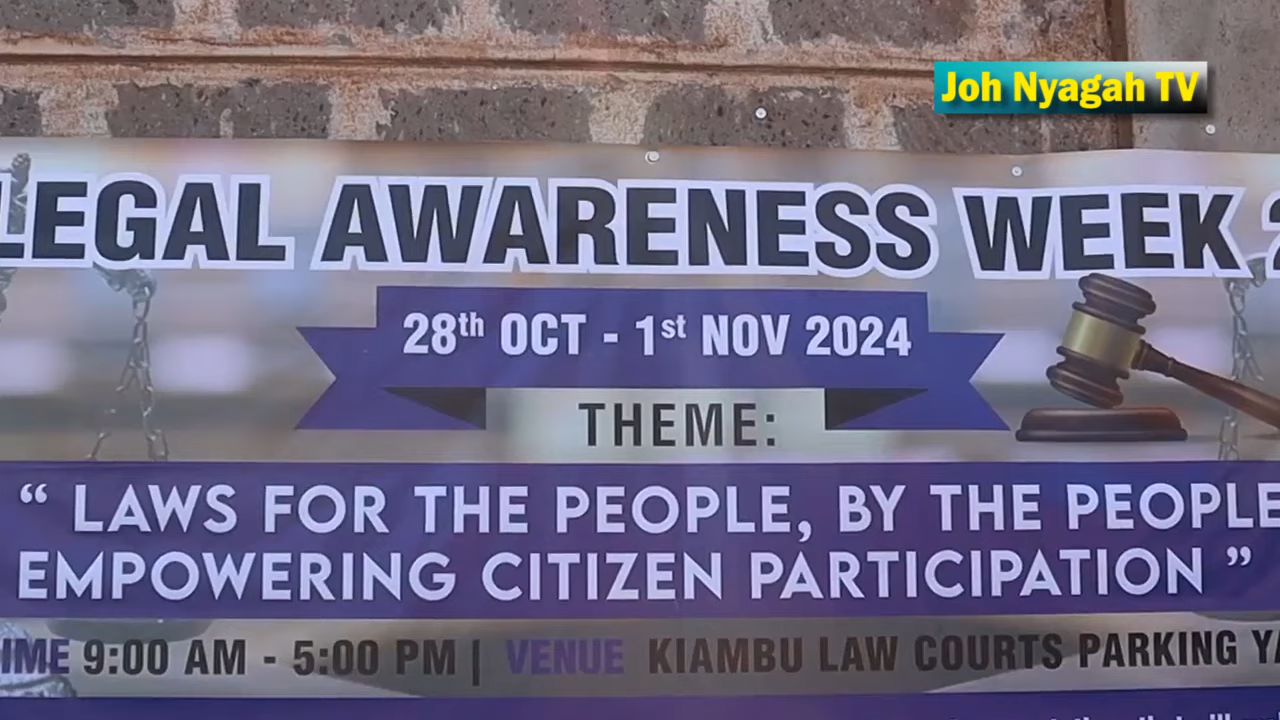 Joh Nyagah TV
LEGAL AWARENESS WEEK
28th OCT - 1st NOV 2024
THEME:
“ LAWS FOR THE PEOPLE, BY THE PEOPLE
EMPOWERING CITIZEN PARTICIPATION ”
9:00 AM - 5:00 PM | VENUE KIAMBU LAW COURTS PARKING